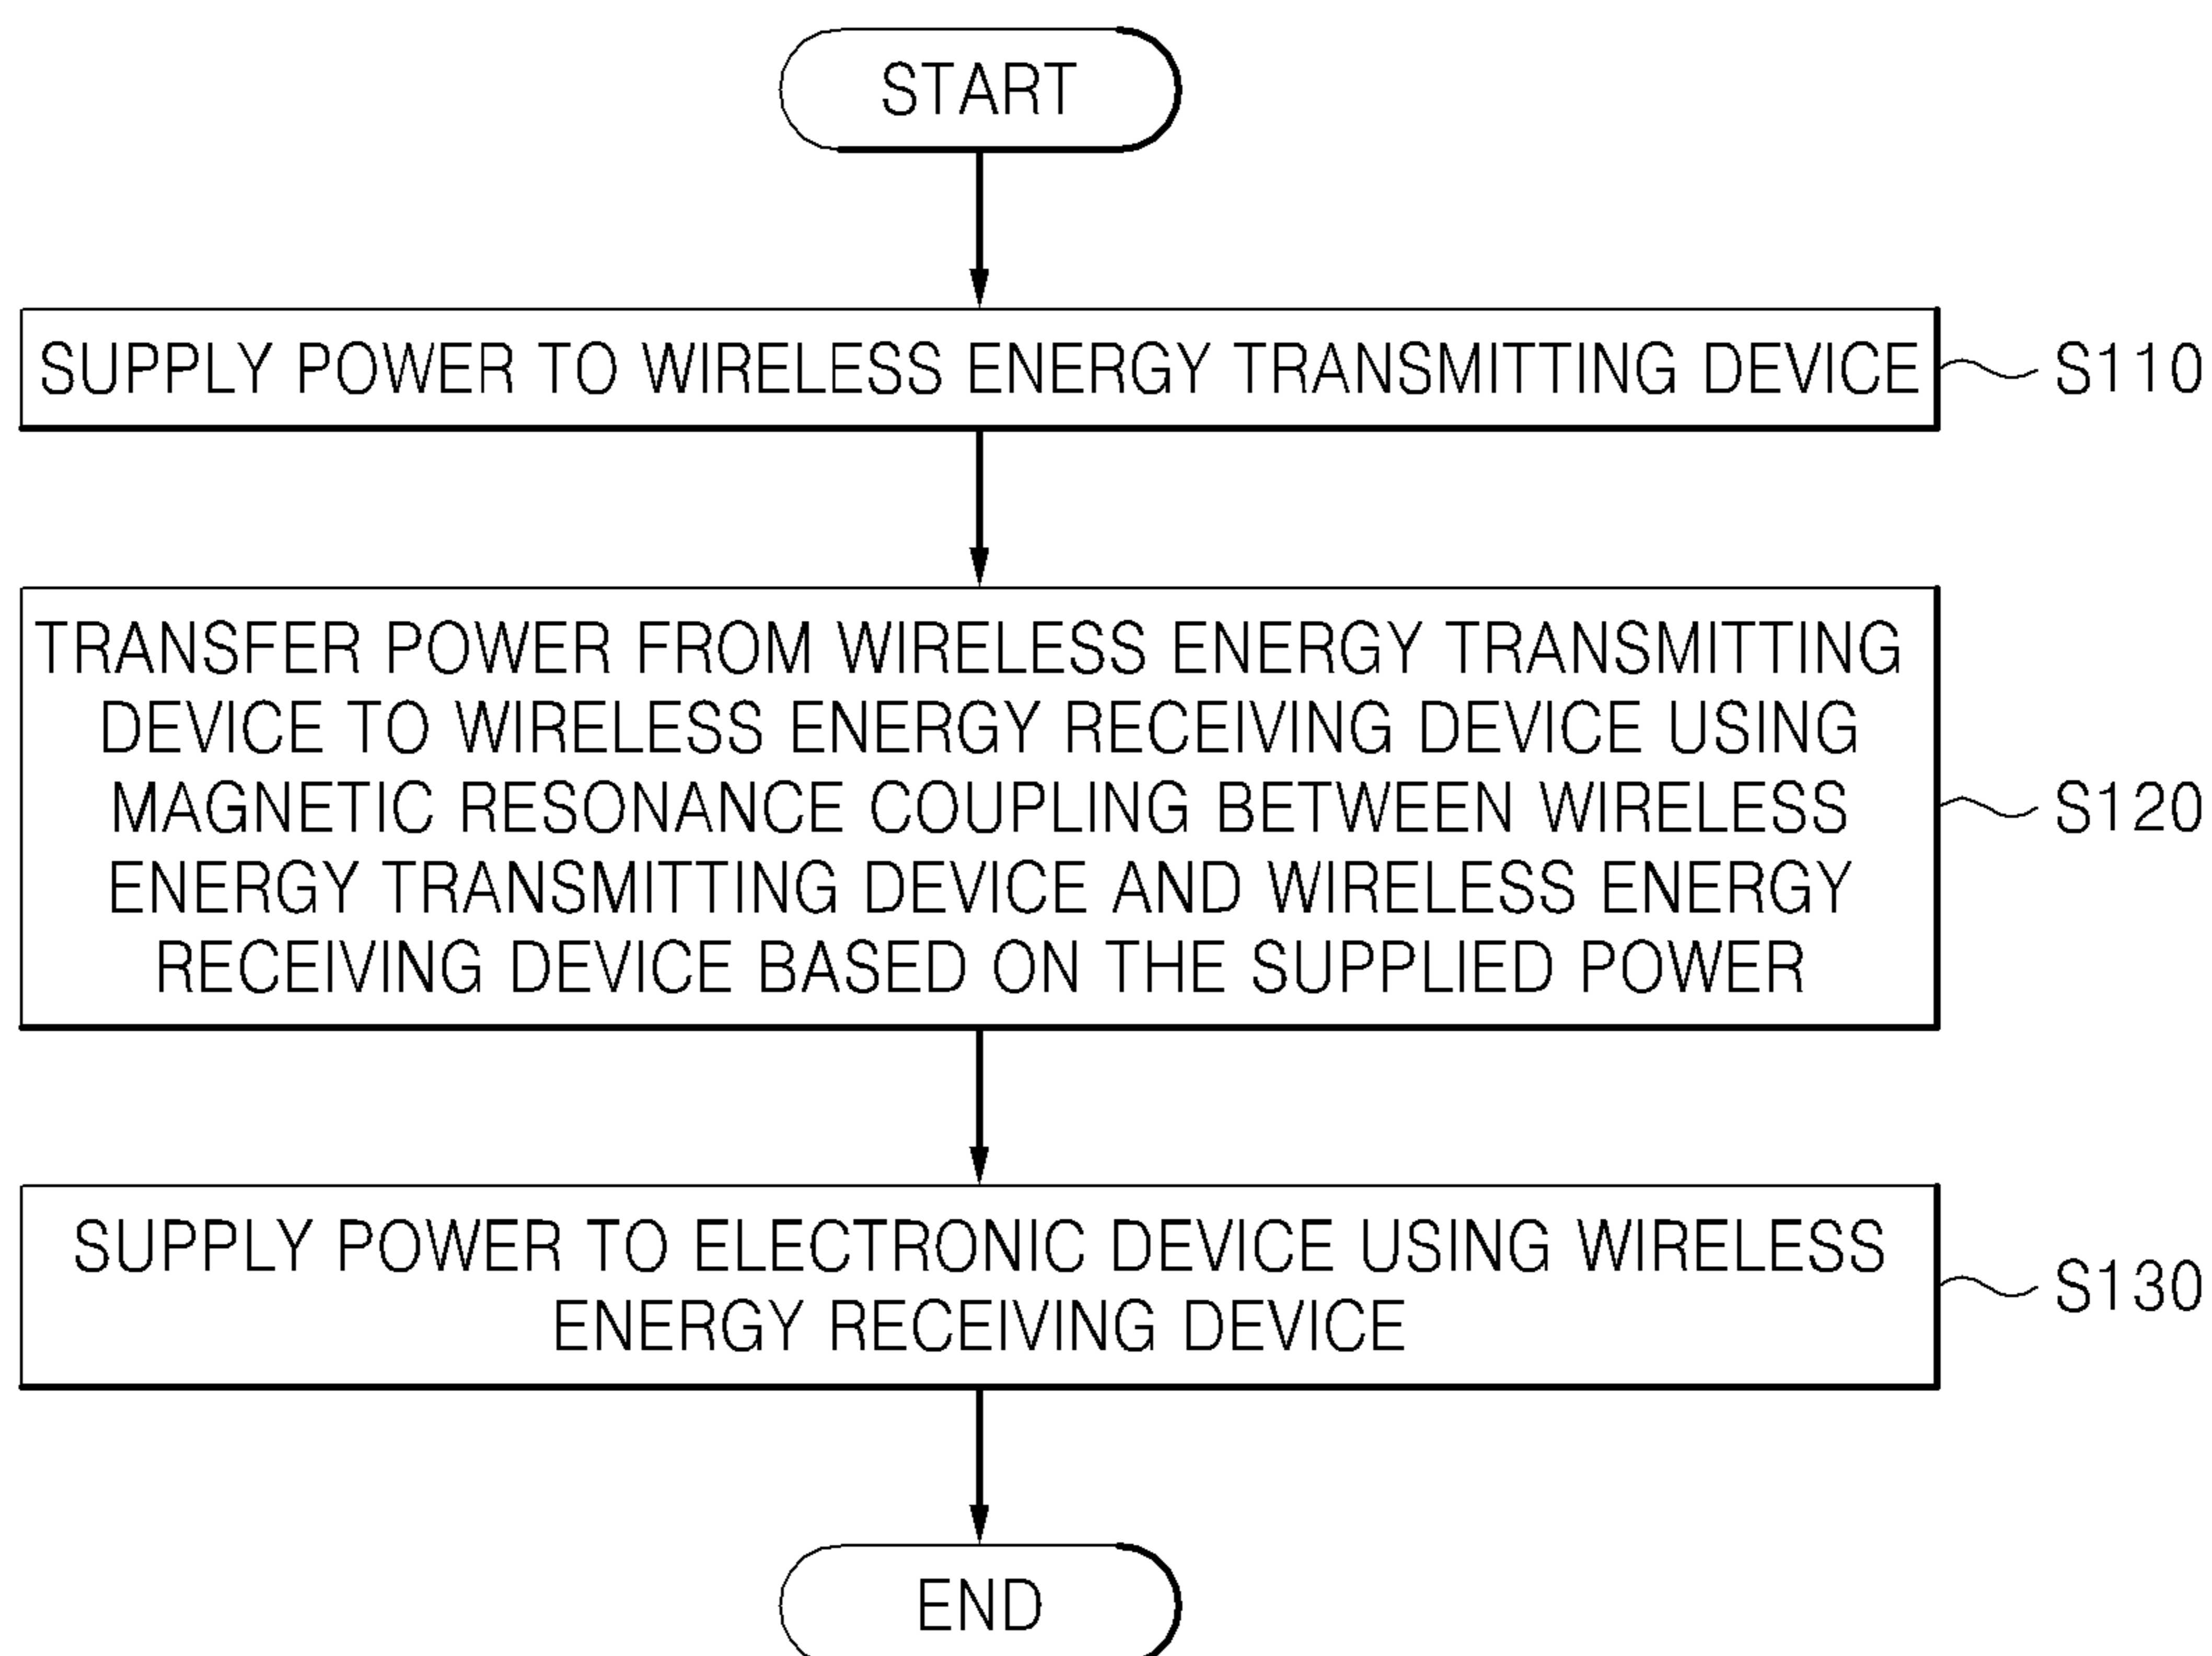 START
SUPPLY POWER TO WIRELESS ENERGY TRANSMITTING DEVICE
S110
TRANSFER POWER FROM WIRELESS ENERGY TRANSMITTING
DEVICE TO WIRELESS ENERGY RECEIVING DEVICE USING
MAGNETIC RESONANCE COUPLING BETWEEN WIRELESS
ENERGY TRANSMITTING DEVICE AND WIRELESS ENERGY
RECEIVING DEVICE BASED ON THE SUPPLIED POWER
S120
SUPPLY POWER TO ELECTRONIC DEVICE USING WIRELESS
ENERGY RECEIVING DEVICE
S130
END